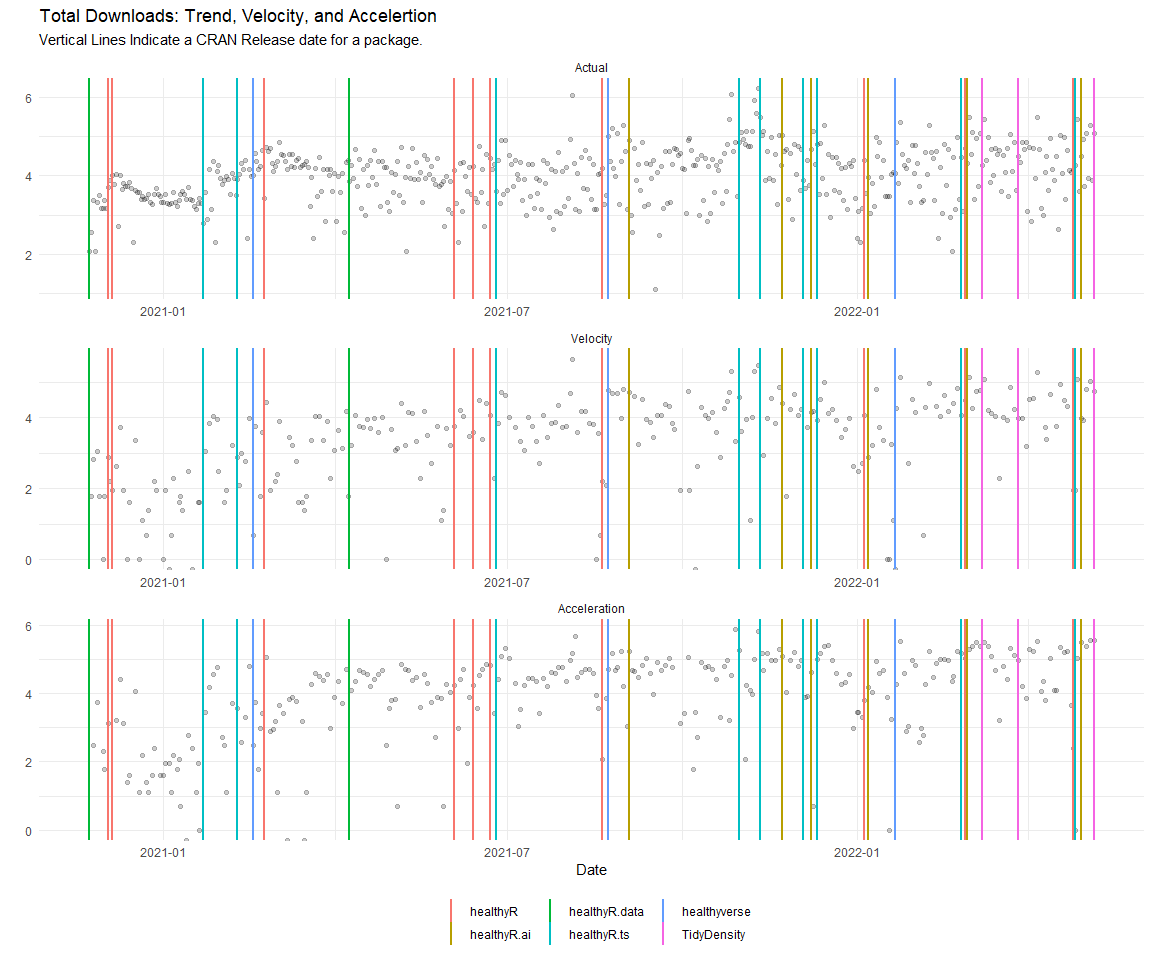 Total Downloads: Trend, Velocity, and Accelertion
Vertical Lines Indicate a CRAN Release date for a package.
Actual
6
4
2
2021-01 2021-07 2022-01
Velocity
4
2
0
2021-01 2021-07 2022-01
Acceleration
6
4
2
0
2021-01 2021-07 2022-01
Date
healthyR healthyR.data healthyverse
healthyR.ai healthyR.ts TidyDensity